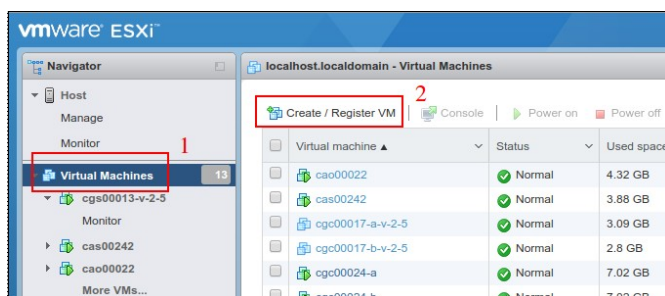 vmware ESXi™
Navigator
localhost.localdomain - Virtual Machines
Host
Manage
Monitor
1
2
Create / Register VM
Console
Power on
Power off
Virtual Machines
13
Virtual machine ▲
Status
Used space
cgs00013-v-2-5
Monitor
cas00242
cao00022
More VMs...
cao00022
Normal
4.32 GB
cas00242
Normal
3.88 GB
cgc00017-a-v-2-5
Normal
3.09 GB
cgc00017-b-v-2-5
Normal
2.8 GB
cgc00024-a
Normal
7.02 GB